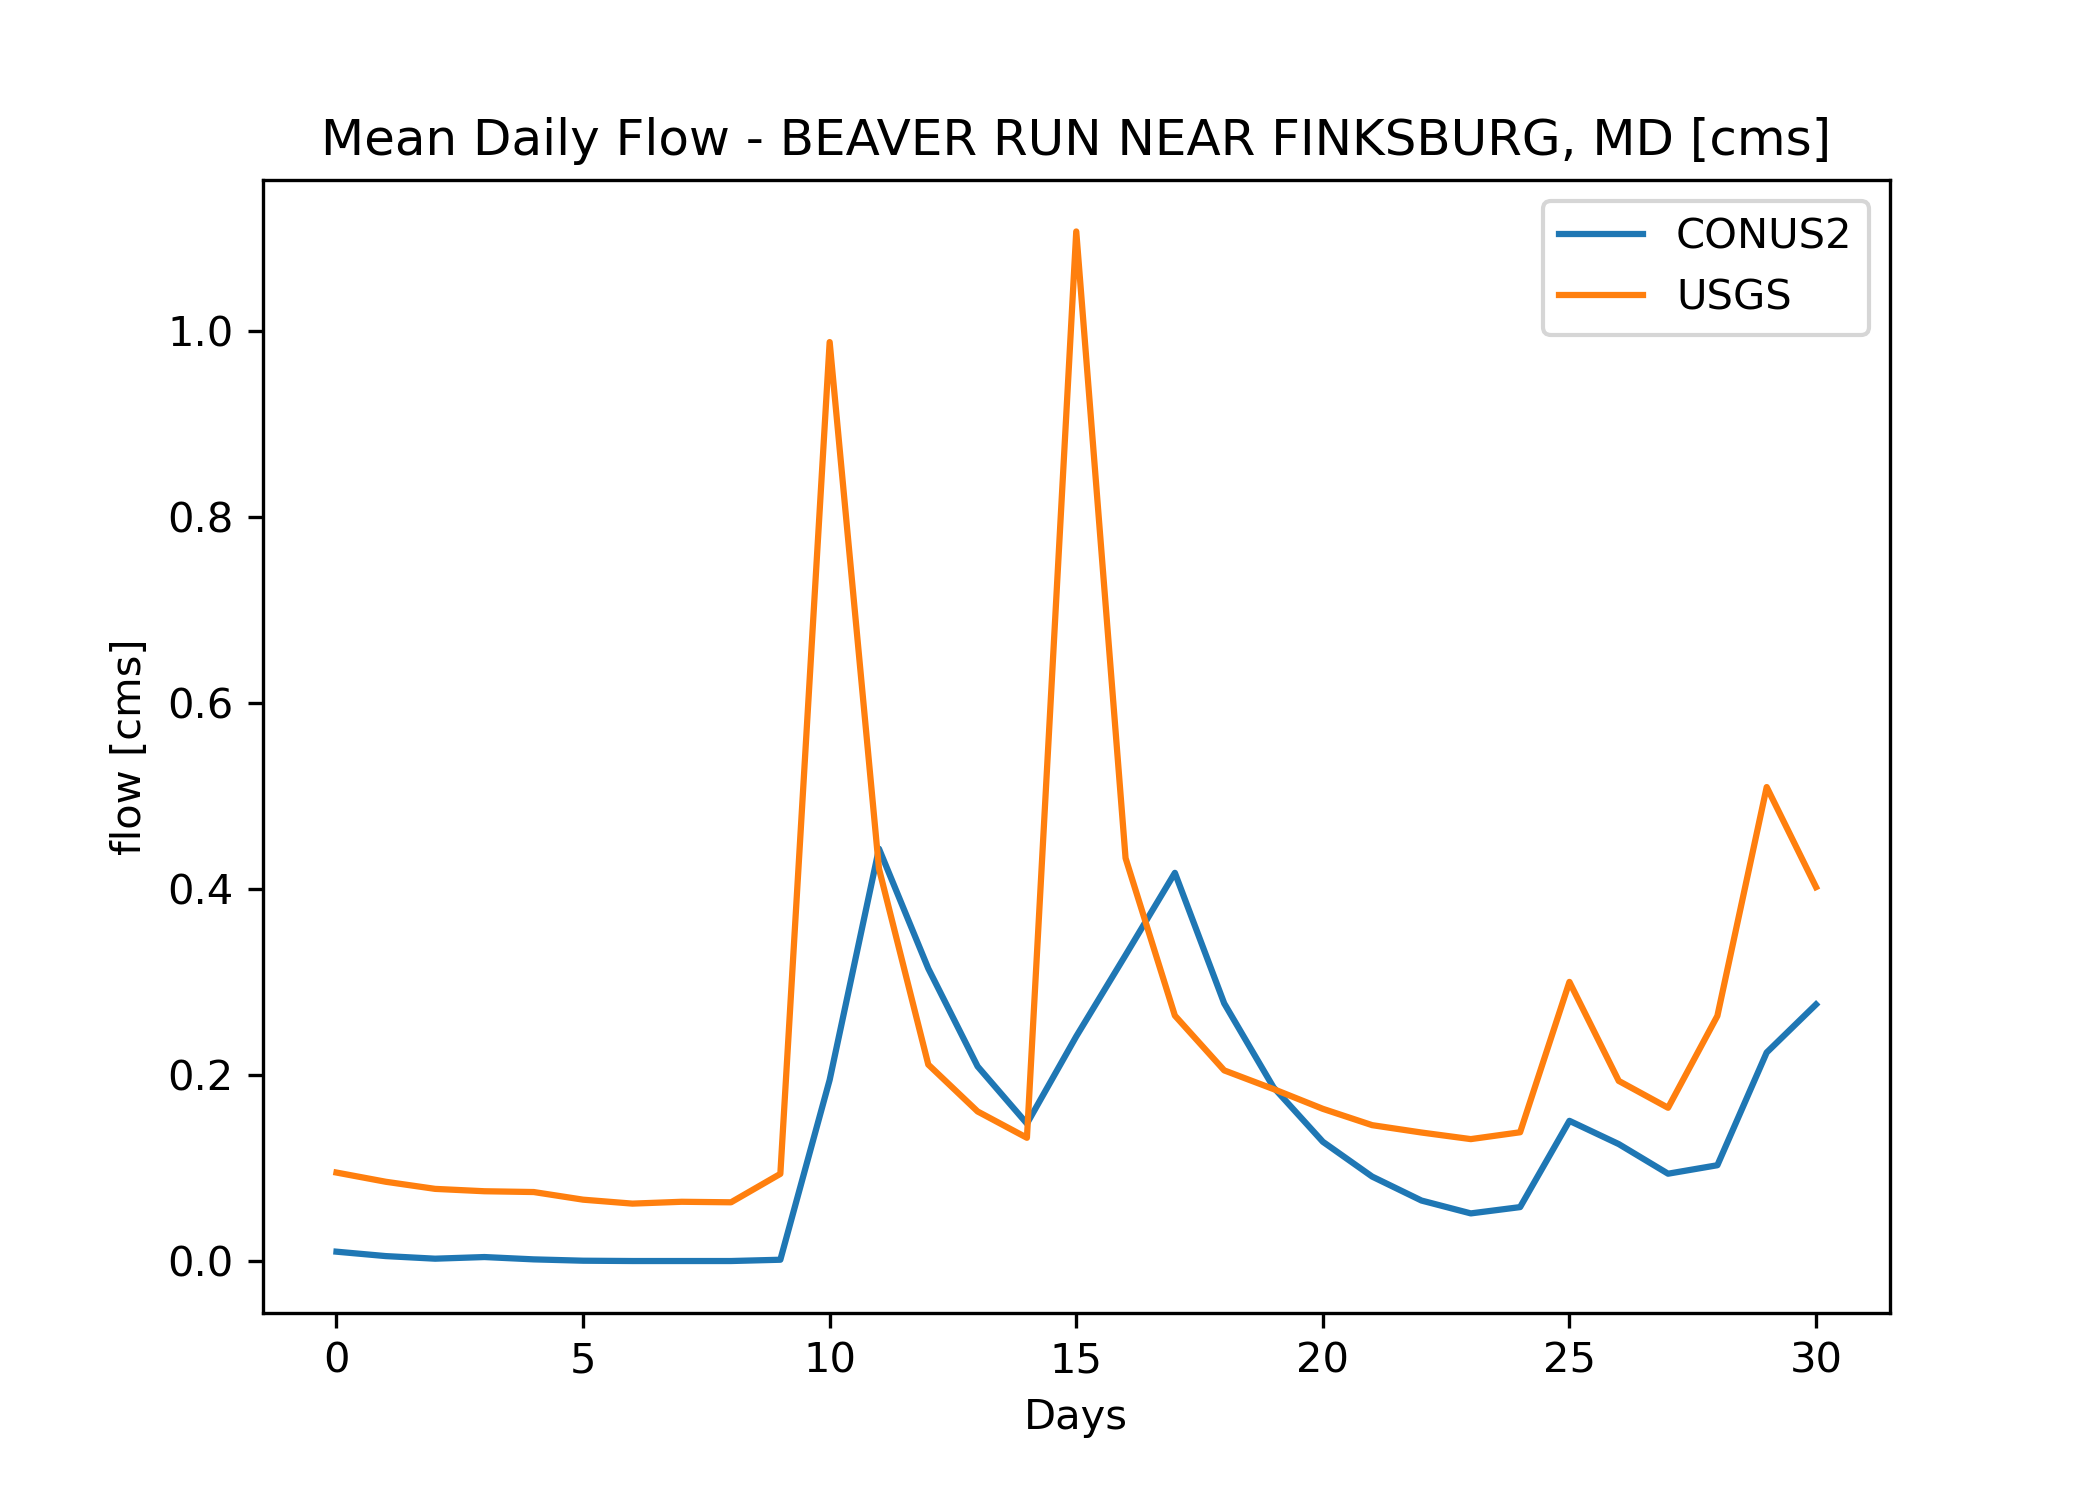 Mean Daily Flow - BEAVER RUN NEAR FINKSBURG, MD [cms]
CONUS2
USGS
1.0
0.8
0.6
0.4
0.2
0.0
flow [cms]
0 5 10 15 20 25 30
Days